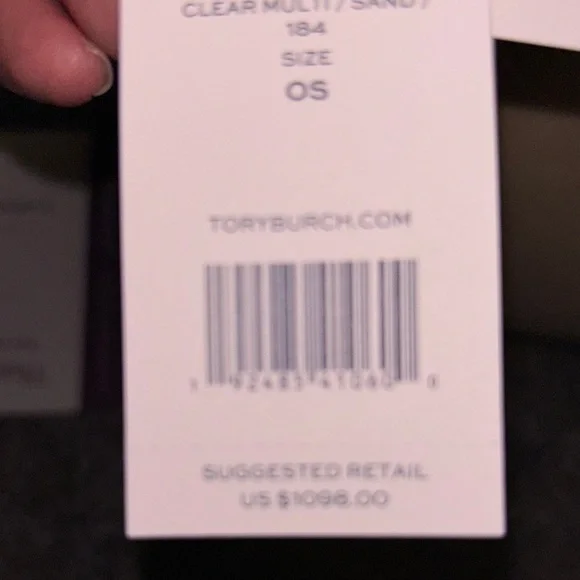 CLEAR MULTI / SAND /
184
SIZE
OS
TORYBURCH.COM
SUGGESTED RETAIL
US $1098.00